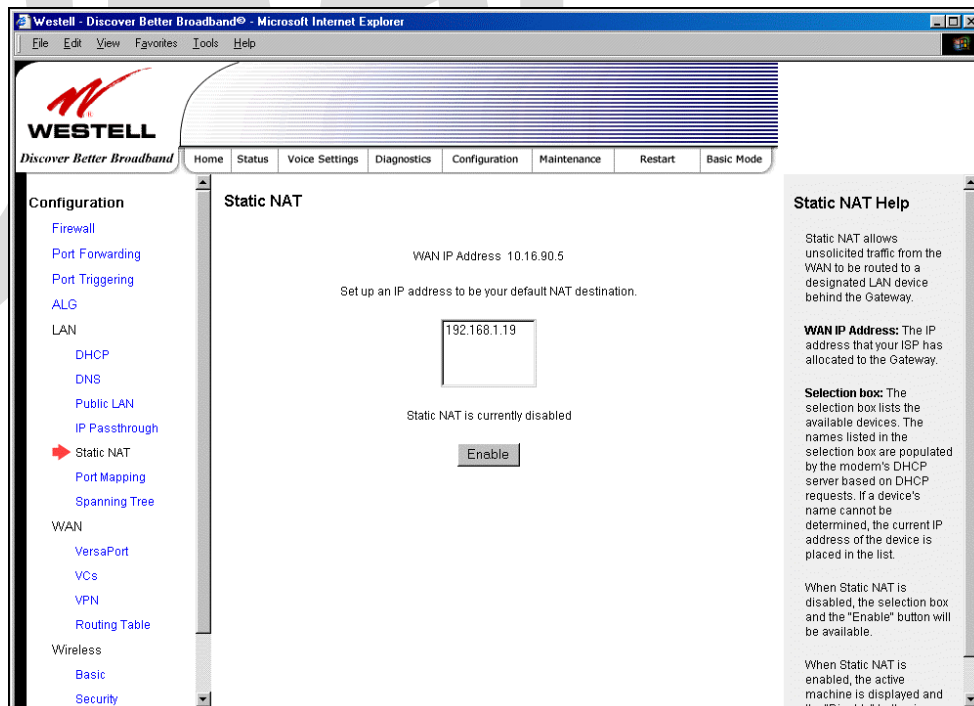 Westell - Discover Better Broadband® - Microsoft Internet Explorer
File Edit View Favorites Tools Help
WESTELL
®
Discover Better Broadband
Home Status Voice Settings Diagnostics Configuration Maintenance Restart Basic Mode
Configuration
Firewall
Port Forwarding
Port Triggering
ALG
LAN
DHCP
DNS
Public LAN
IP Passthrough
Static NAT
Port Mapping
Spanning Tree
WAN
VersaPort
VCs
VPN
Routing Table
Wireless
Basic
Security
Static NAT
WAN IP Address 10.16.90.5
Set up an IP address to be your default NAT destination.
192.168.1.19
Static NAT is currently disabled
Enable
Static NAT Help
Static NAT allows
unsolicited traffic from the
WAN to be routed to a
designated LAN device
behind the Gateway.
WAN IP Address: The IP
address that your ISP has
allocated to the Gateway.
Selection box: The
selection box lists the
available devices. The
names listed in the
selection box are populated
by the modem's DHCP
server based on DHCP
requests. If a device's
name cannot be
determined, the current IP
address of the device is
placed in the list.
When Static NAT is
disabled, the selection box
and the "Enable" button will
be available.
When Static NAT is
enabled, the active
machine is displayed and